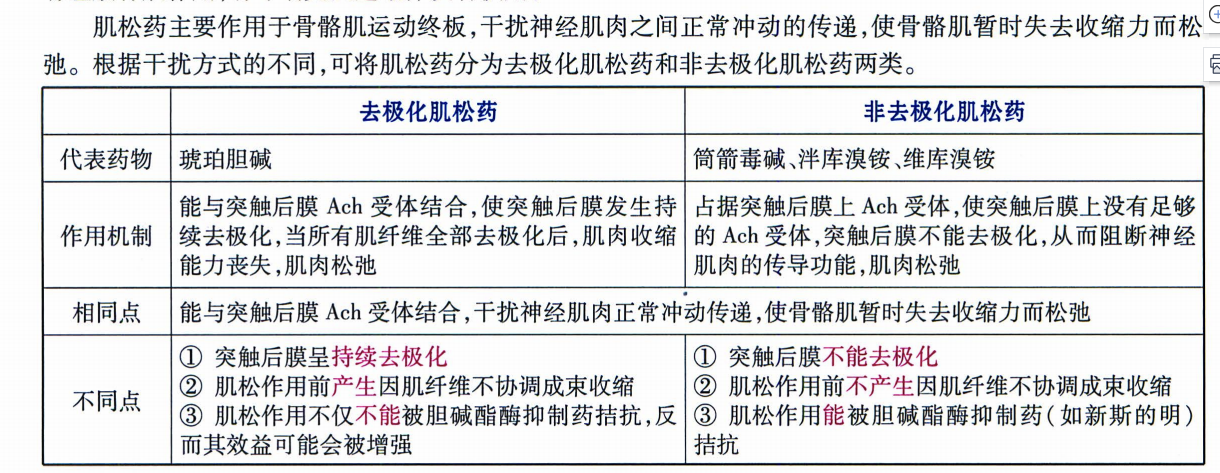 肌松药主要作用于骨骼肌运动终板,干扰神经肌肉之间正常冲动的传递,使骨骼肌暂时失去收缩力而松
弛。根据干扰方式的不同,可将肌松药分为去极化肌松药和非去极化肌松药两类。
去极化肌松药
非去极化肌松药
代表药物
琥珀胆碱
筒箭毒碱、泮库溴铵、维库溴铵
作用机制
能与突触后膜 Ach 受体结合,使突触后膜发生持
续去极化,当所有肌纤维全部去极化后,肌肉收缩
能力丧失,肌肉松弛
占据突触后膜上 Ach 受体,使突触后膜上没有足够
的 Ach 受体,突触后膜不能去极化,从而阻断神经
肌肉的传导功能,肌肉松弛
相同点
能与突触后膜 Ach 受体结合,干扰神经肌肉正常冲动传递,使骨骼肌暂时失去收缩力而松弛
不同点
① 突触后膜呈持续去极化
② 肌松作用前产生因肌纤维不协调成束收缩
③ 肌松作用不仅不能被胆碱酯酶抑制药拮抗,反
而其效益可能会被增强
① 突触后膜不能去极化
② 肌松作用前不产生因肌纤维不协调成束收缩
③ 肌松作用能被胆碱酯酶抑制药(如新斯的明)
拮抗